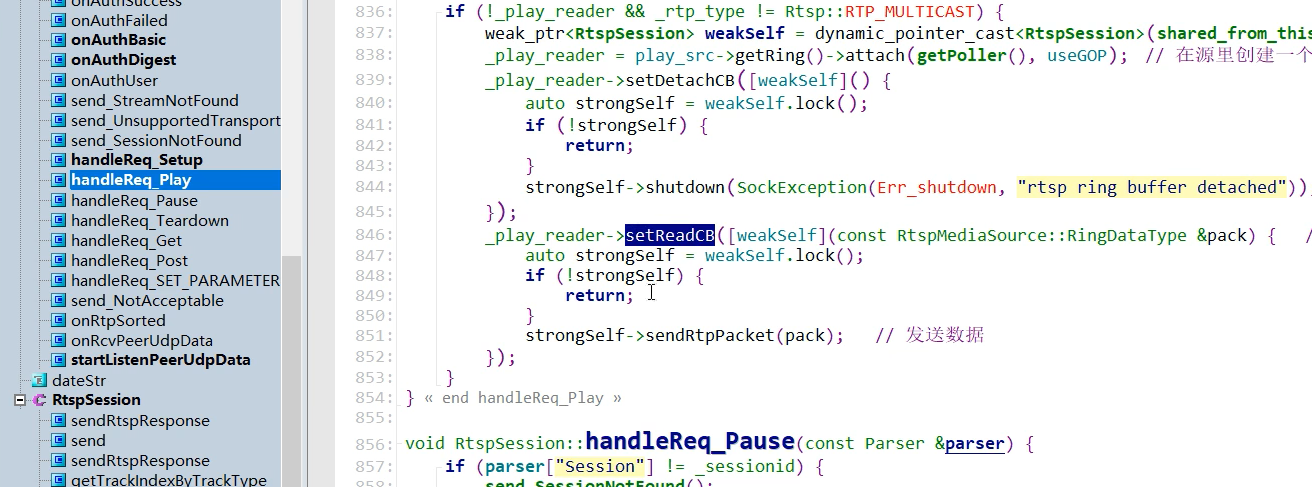 onAuthSuccess
onAuthFailed
onAuthBasic
onAuthDigest
onAuthUser
send_StreamNotFound
send_UnsupportedTransport
send_SessionNotFound
handleReq_Setup
handleReq_Play
handleReq_Pause
handleReq_Teardown
handleReq_Get
handleReq_Post
handleReq_SET_PARAMETER
send_NotAcceptable
onRtpSorted
onRcvPeerUdpData
startListenPeerUdpData
dateStr
RtspSession
sendRtspResponse
send
sendRtspResponse
getTrackIndexByTrackType
836: if (!_play_reader && _rtp_type != Rtsp::RTP_MULTICAST) {
837: weak_ptr<RtspSession> weakSelf = dynamic_pointer_cast<RtspSession>(shared_from_this
838: _play_reader = play_src->getRing()->attach(getPoller(), useGOP); // 在源里创建一个
839: _play_reader->setDetachCB([weakSelf]() {
840: auto strongSelf = weakSelf.lock();
841: if (!strongSelf) {
842: return;
843: }
844: strongSelf->shutdown(SockException(Err_shutdown, "rtsp ring buffer detached"))
845: });
846: _play_reader->setReadCB([weakSelf](const RtspMediaSource::RingDataType &pack) { /
847: auto strongSelf = weakSelf.lock();
848: if (!strongSelf) {
849: return;
850: }
851: strongSelf->sendRtpPacket(pack); // 发送数据
852: });
853: }
854: } « end handleReq_Play »
855:
856: void RtspSession::handleReq_Pause(const Parser &parser) {
857: if (parser["Session"] != _sessionid) {
858: send_SessionNotFound();